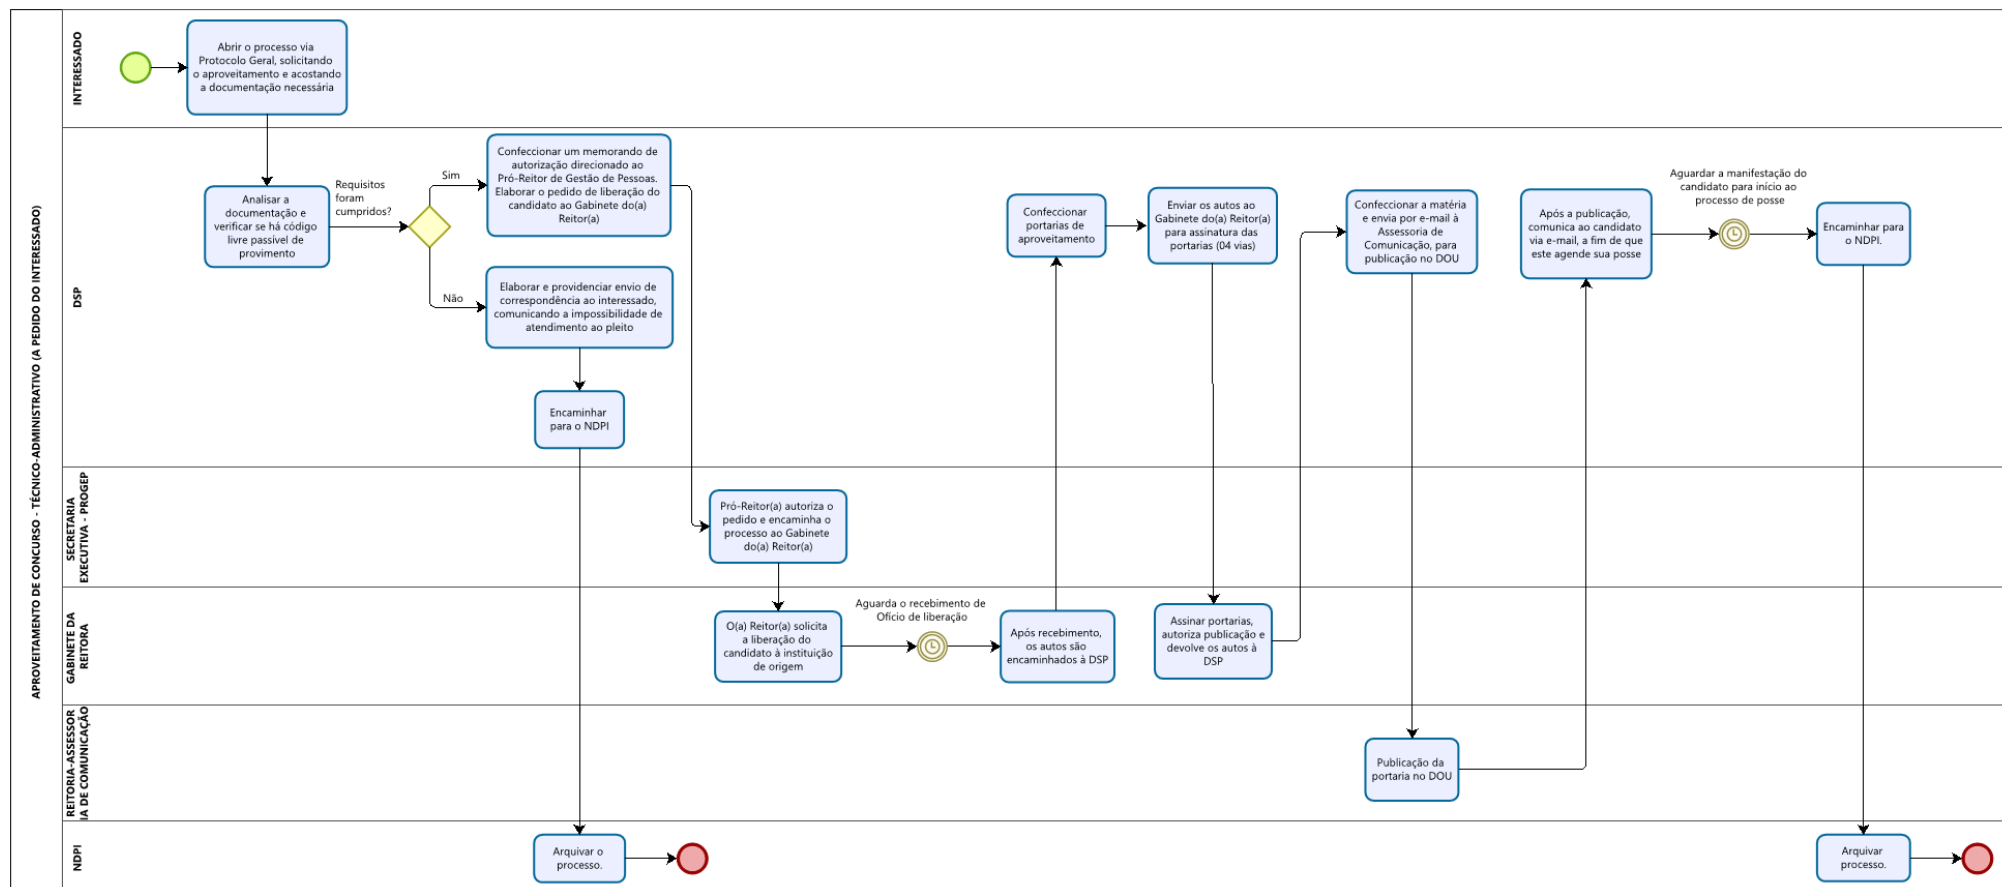 APROVEITAMENTO DE CONCURSO - TÉCNICO-ADMINISTRATIVO (A PEDIDO DO INTERESSADO)
INTERESSADO
Abrir o processo via
Protocolo Geral, solicitando
o aproveitamento e acostando
a documentação necessária
DSP
Analisar a
documentação e
verificar se há código
livre passível de
provimento
Requisitos
foram
cumpridos?
Sim
Confeccionar um memorando de
autorização direcionado ao
Pró-Reitor de Gestão de Pessoas.
Elaborar o pedido de liberação do
candidato ao Gabinete do(a)
Reitor(a)
Não
Elaborar e providenciar envio de
correspondência ao interessado,
comunicando a impossibilidade de
atendimento ao pleito
Encaminhar
para o NDPI
Confeccionar
portarias de
aproveitamento
Enviar os autos ao
Gabinete do(a) Reitor(a)
para assinatura das
portarias (04 vias)
Confeccionar a matéria
e envia por e-mail à
Assessoria de
Comunicação, para
publicação no DOU
Após a publicação,
comunica ao candidato
via e-mail, a fim de que
este agende sua posse
Aguardar a manifestação do
candidato para início ao
processo de posse
Encaminhar para
o NDPI.
SECRETARIA
EXECUTIVA - PROGEP
Pró-Reitor(a) autoriza o
pedido e encaminha o
processo ao Gabinete
do(a) Reitor(a)
GABINETE DA
REITORA
O(a) Reitor(a) solicita
a liberação do
candidato à instituição
de origem
Aguarda o recebimento de
Ofício de liberação
Após recebimento,
os autos são
encaminhados à DSP
Assinar portarias,
autoriza publicação e
devolve os autos à
DSP
REITORIA-ASSESSOR
IA DE COMUNICAÇÃO
Publicação da
portaria no DOU
NDPI
Arquivar o
processo.
Arquivar
processo.